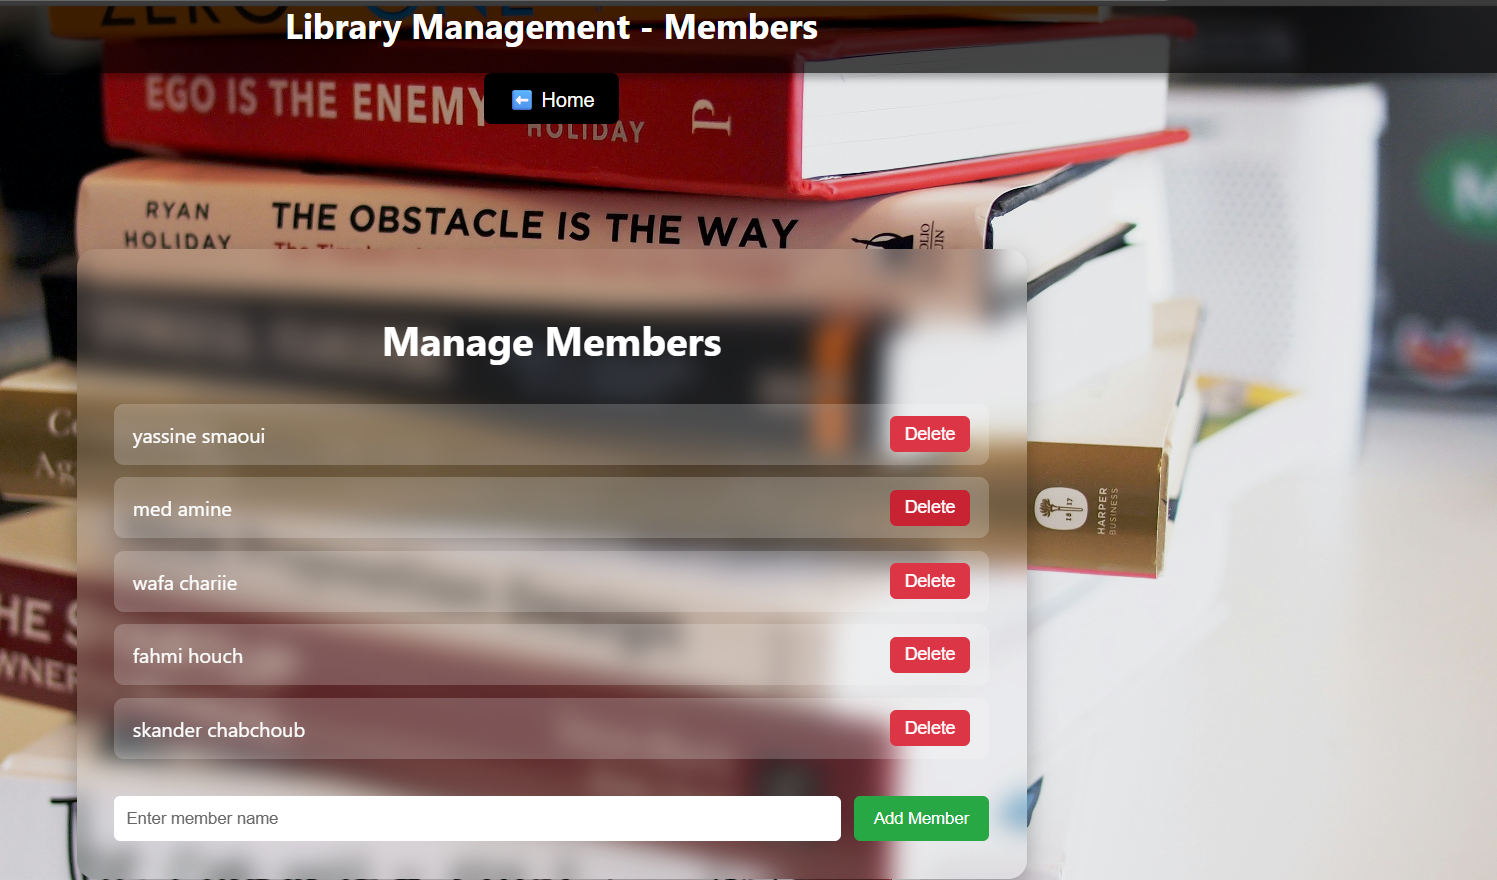 Library Management - Members
EGO IS THE ENEMY
HOLIDAY
P
⬅ Home
RYAN
HOLIDAY
THE OBSTACLE IS THE WAY
Manage Members
yassine smaoui
Delete
med amine
Delete
wafa chariie
Delete
fahmi houch
Delete
skander chabchoub
Delete
HARPER
BUSINESS
18 17
Enter member name
Add Member